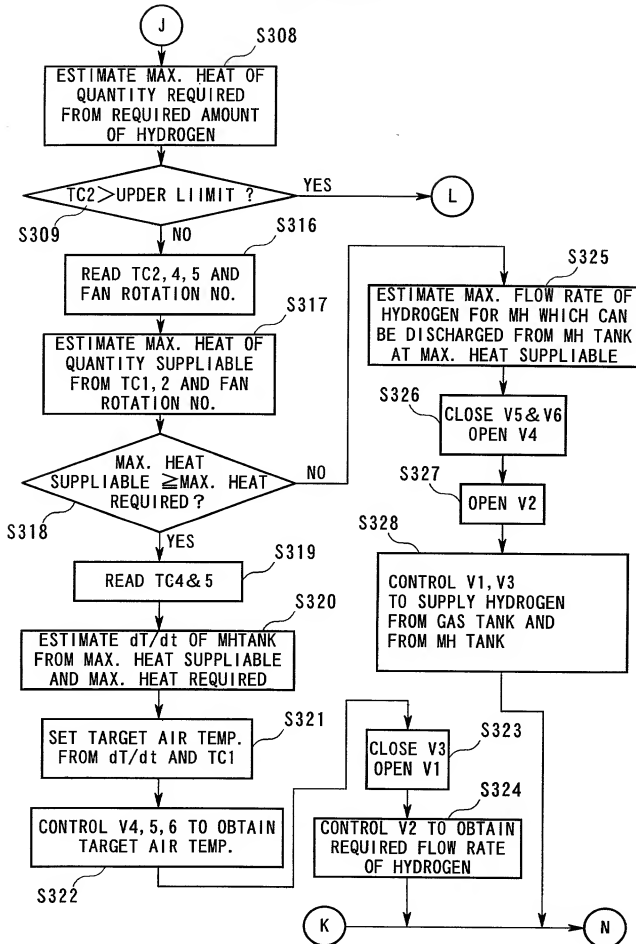 J
S308
ESTIMATE MAX. HEAT OF
QUANTITY REQUIRED
FROM REQUIRED AMOUNT
OF HYDROGEN
TC2>UPDER LIIMIT ?
YES
L
S309
NO
S316
READ TC2,4,5 AND
FAN ROTATION NO.
S317
ESTIMATE MAX. HEAT OF
QUANTITY SUPPLIABLE
FROM TC1,2 AND FAN
ROTATION NO.
MAX. HEAT
SUPPLIABLE ≧MAX. HEAT
REQUIRED?
NO
S318
YES
S319
READ TC4&5
S320
ESTIMATE dT/dt OF MHTANK
FROM MAX. HEAT SUPPLIABLE
AND MAX. HEAT REQUIRED
S321
SET TARGET AIR TEMP.
FROM dT/dt AND TC1
CONTROL V4,5,6 TO OBTAIN
TARGET AIR TEMP.
S322
S325
ESTIMATE MAX. FLOW RATE OF
HYDROGEN FOR MH WHICH CAN
BE DISCHARGED FROM MH TANK
AT MAX. HEAT SUPPLIABLE
S326
CLOSE V5&V6
OPEN V4
S327
OPEN V2
S328
CONTROL V1,V3
TO SUPPLY HYDROGEN
FROM GAS TANK AND
FROM MH TANK
S323
CLOSE V3
OPEN V1
S324
CONTROL V2 TO OBTAIN
REQUIRED FLOW RATE
OF HYDROGEN
K
N